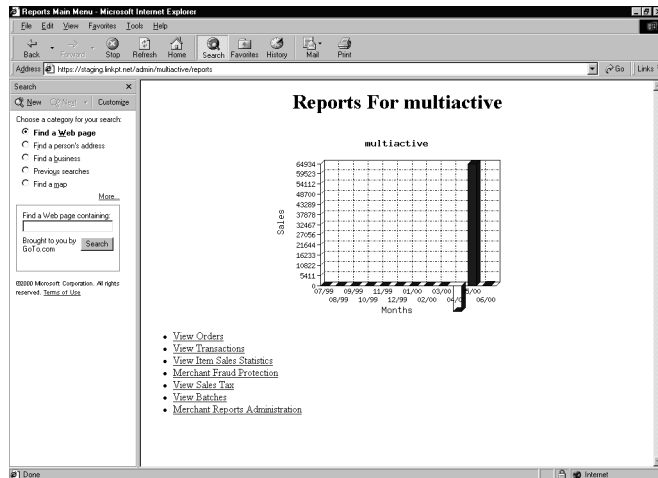 Reports Main Menu - Microsoft Internet Explorer
File Edit View Favorites Tools Help
Back Forward Stop Refresh Home Search Favorites History Mail Print
Address https://staging.linkpt.net/admin/multiactive/reports Go Links
Search
New Next Customize
Choose a category for your search:
Find a Web page
Find a person's address
Find a business
Previous searches
Find a map
More...
Find a Web page containing:
Brought to you by
GoTo.com
Search
©2000 Microsoft Corporation. All rights
reserved. Terms of Use
Reports For multiactive
multiactive
Sales
64934
59523
54112
48700
43289
37878
32467
27056
21644
16233
10822
5411
0
07/99 09/99 11/99 01/00 03/00 5/00
08/99 10/99 12/99 02/00 04/0 06/00
Months
View Orders
View Transactions
View Item Sales Statistics
Merchant Fraud Protection
View Sales Tax
View Batches
Merchant Reports Administration
Done
Internet